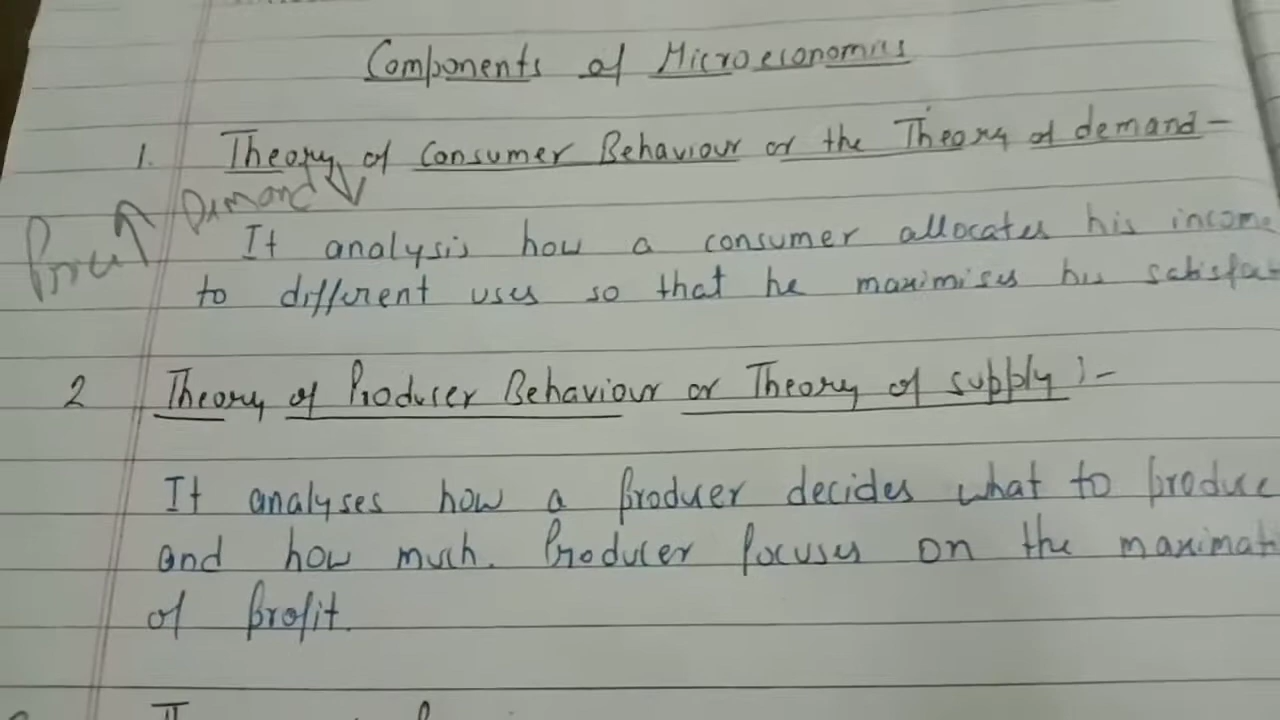 Components of Microeconomics
1. Theory of Consumer Behaviour or the Theory of demand -
Price ↑ Demand ↓
It analysis how a consumer allocates his income
to different uses so that he maximises his satisfa
2 Theory of Producer Behaviour or Theory of supply :-
It analyses how a producer decides what to produce
and how much. Producer focuses on the maximat
of profit.